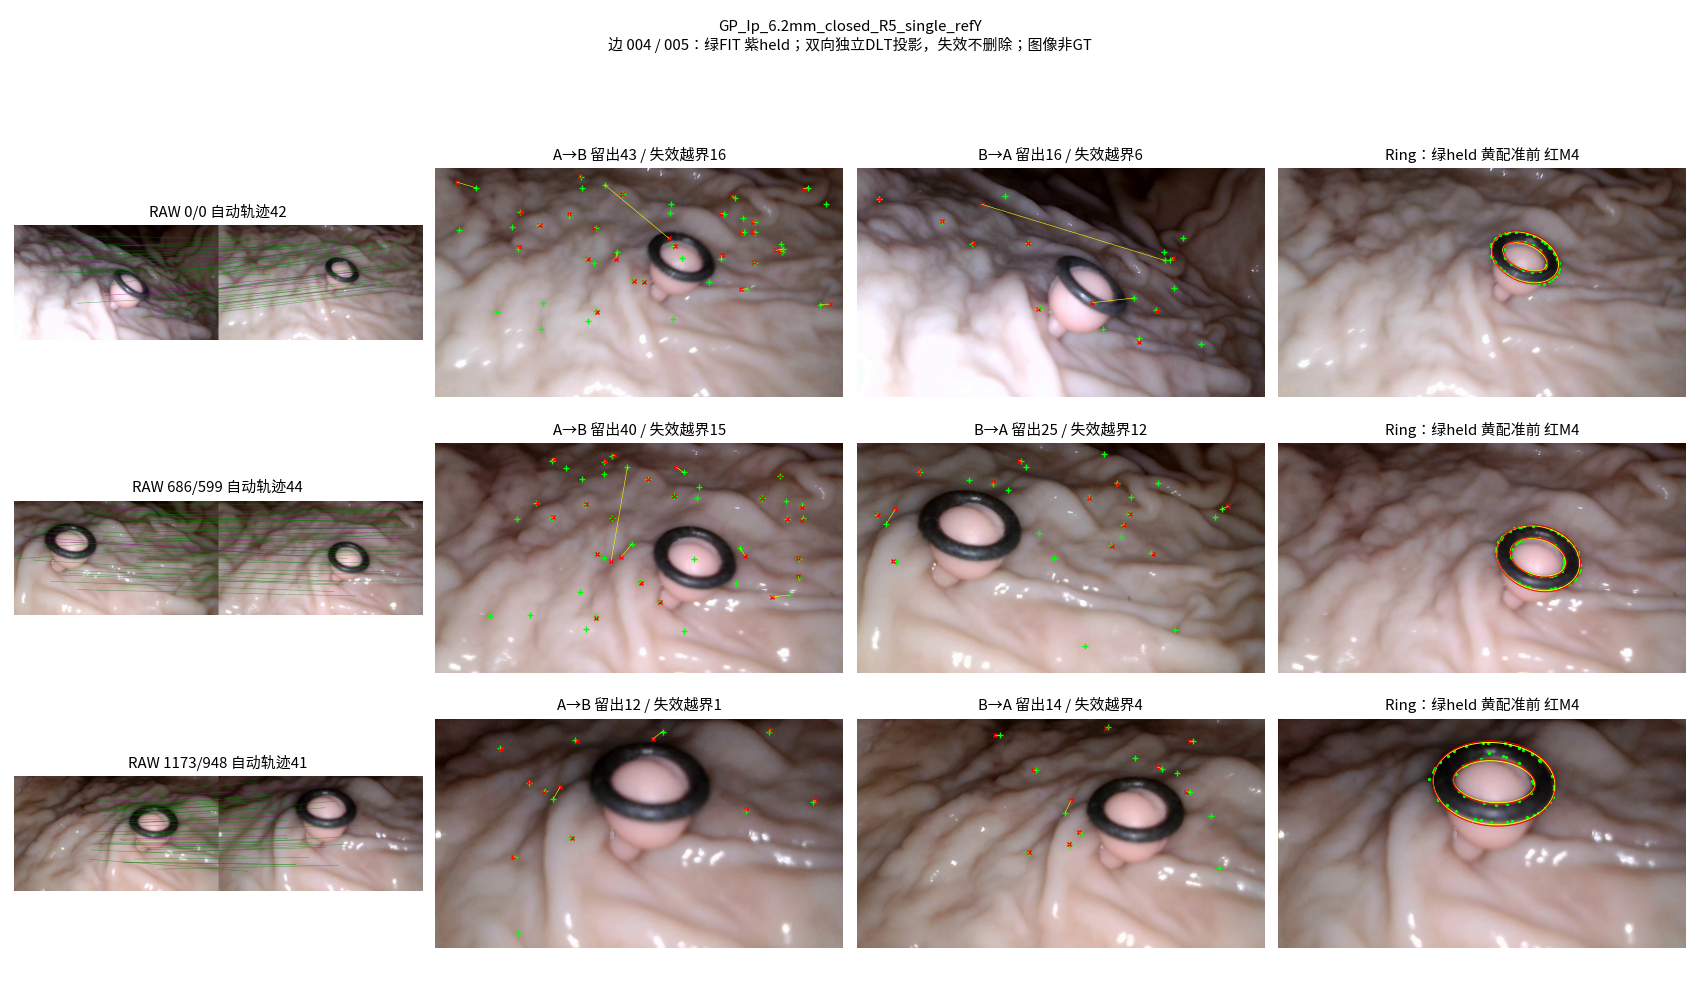 GP_Ip_6.2mm_closed_R5_single_refY
边 004 / 005：绿FIT 紫held；双向独立DLT投影，失效不删除；图像非GT
RAW 0/0 自动轨迹42
A→B 留出43 / 失效越界16
B→A 留出16 / 失效越界6
Ring：绿held 黄配准前 红M4
RAW 686/599 自动轨迹44
A→B 留出40 / 失效越界15
B→A 留出25 / 失效越界12
Ring：绿held 黄配准前 红M4
RAW 1173/948 自动轨迹41
A→B 留出12 / 失效越界1
B→A 留出14 / 失效越界4
Ring：绿held 黄配准前 红M4